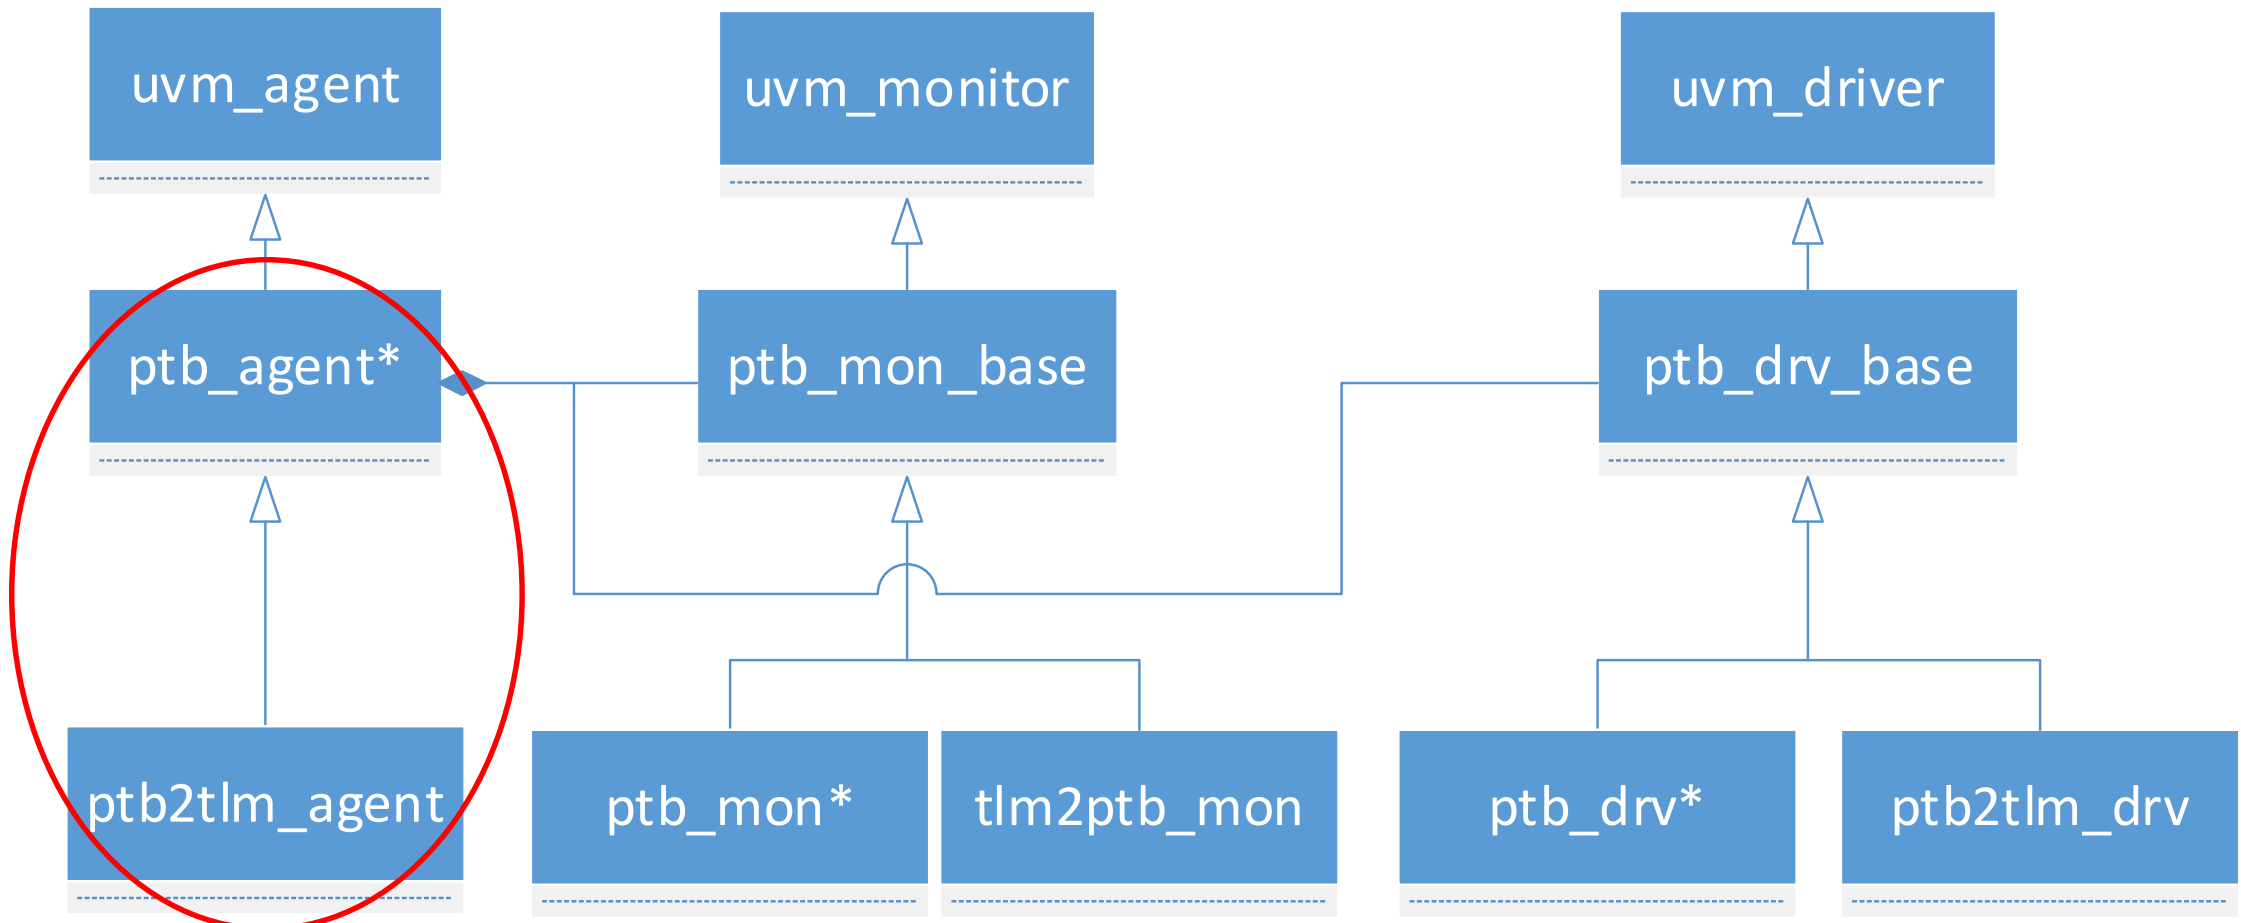 uvm_agent
uvm_monitor
uvm_driver
ptb_agent*
ptb_mon_base
ptb_drv_base
ptb2tlm_agent
ptb_mon*
tlm2ptb_mon
ptb_drv*
ptb2tlm_drv